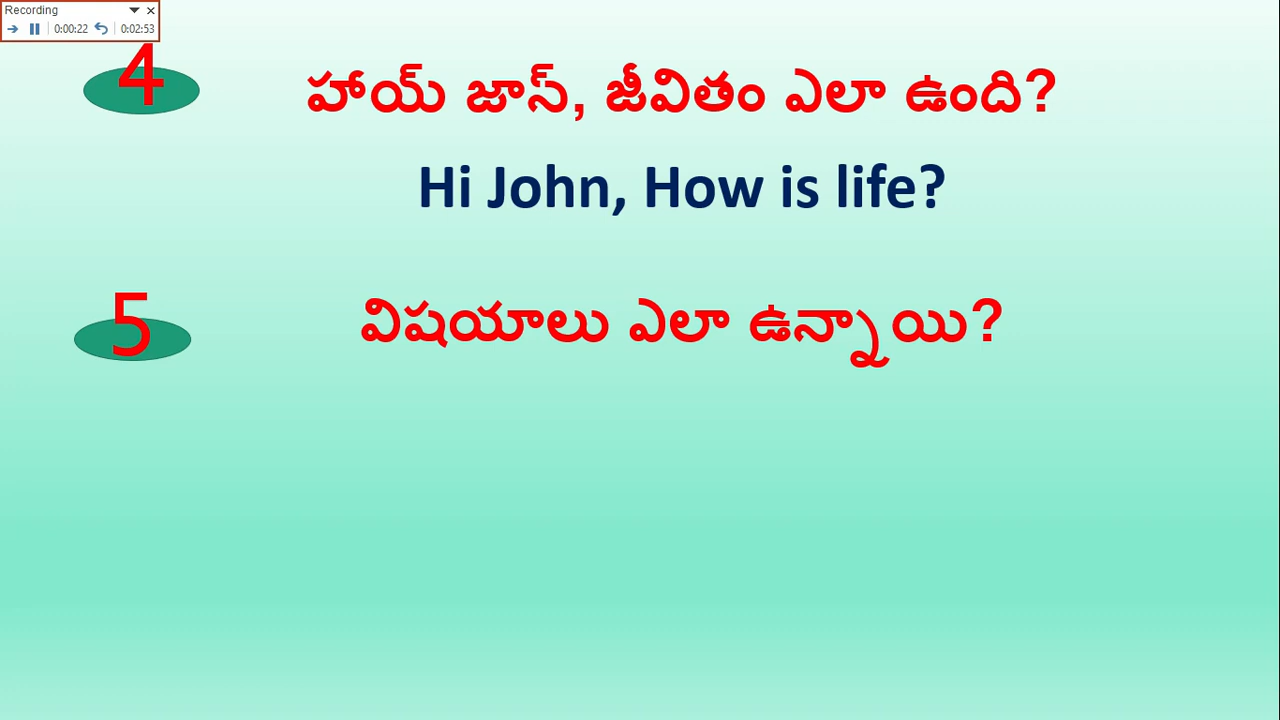 Recording
0:00:22 0:02:53
4
హాయ్ జాన్, జీవితం ఎలా ఉంది?
Hi John, How is life?
5
విషయాలు ఎలా ఉన్నాయి?